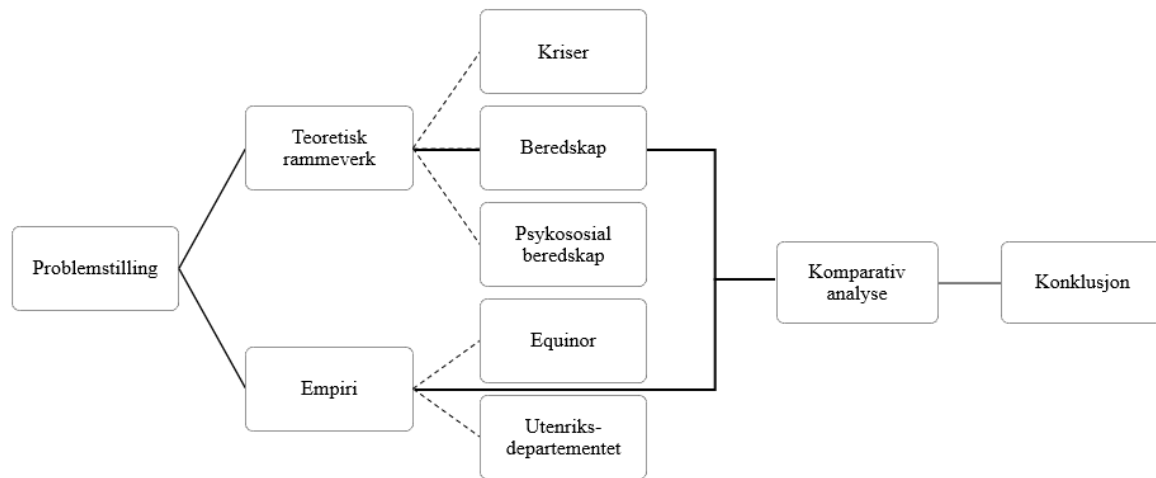 Problemstilling
Teoretisk
rammeverk
Kriser
Beredskap
Psykososial
beredskap
Empiri
Equinor
Utenriks-
departementet
Komparativ
analyse
Konklusjon